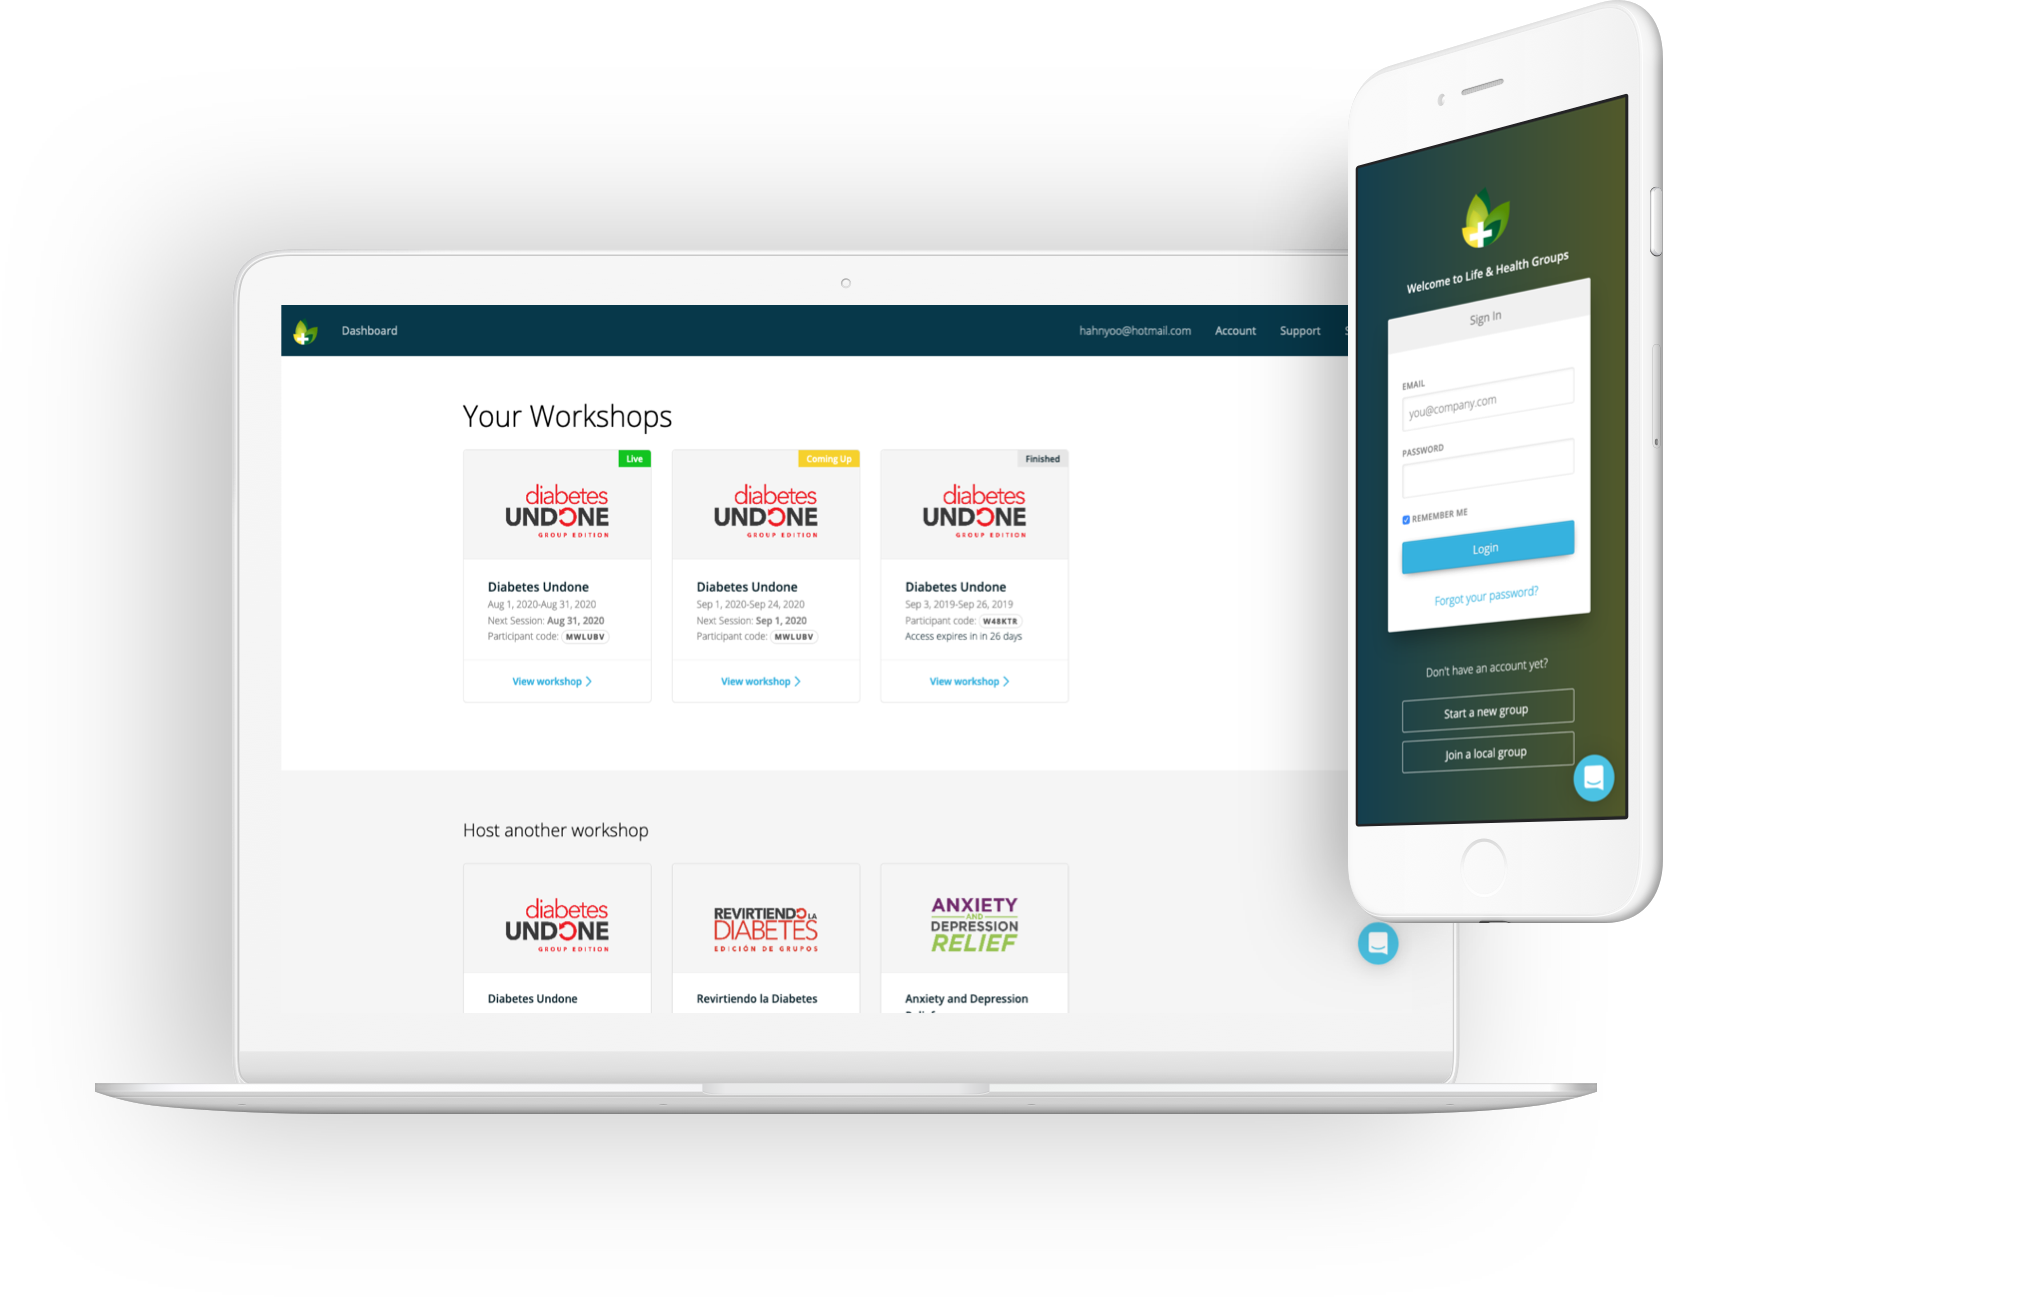 Dashboard
hahnyoo@hotmail.com
Account
Support
Your Workshops
Live
diabetes
UNDONE
GROUP EDITION
Diabetes Undone
Aug 1, 2020-Aug 31, 2020
Next Session: Aug 31, 2020
Participant code: MWLUBV
View workshop
Coming Up
diabetes
UNDONE
GROUP EDITION
Diabetes Undone
Sep 1, 2020-Sep 24, 2020
Next Session: Sep 1, 2020
Participant code: MWLUBV
View workshop
Finished
diabetes
UNDONE
GROUP EDITION
Diabetes Undone
Sep 3, 2019-Sep 26, 2019
Participant code: W48KTR
Access expires in in 26 days
View workshop
Host another workshop
diabetes
UNDONE
GROUP EDITION
Diabetes Undone
REVIRTIENDO LA
DIABETES
EDICIÓN DE GRUPOS
Revirtiendo la Diabetes
ANXIETY
AND
DEPRESSION
RELIEF
Anxiety and Depression
Welcome to Life & Health Groups
Sign In
EMAIL
you@company.com
PASSWORD
REMEMBER ME
Login
Forgot your password?
Don't have an account yet?
Start a new group
Join a local group